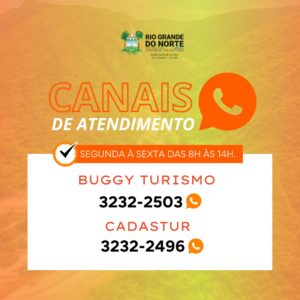 RIO GRANDE
DO NORTE
CANAIS
DE ATENDIMENTO
SEGUNDA À SEXTA DAS 8H ÀS 14H.
BUGGY TURISMO
3232-2503
CADASTUR
3232-2496